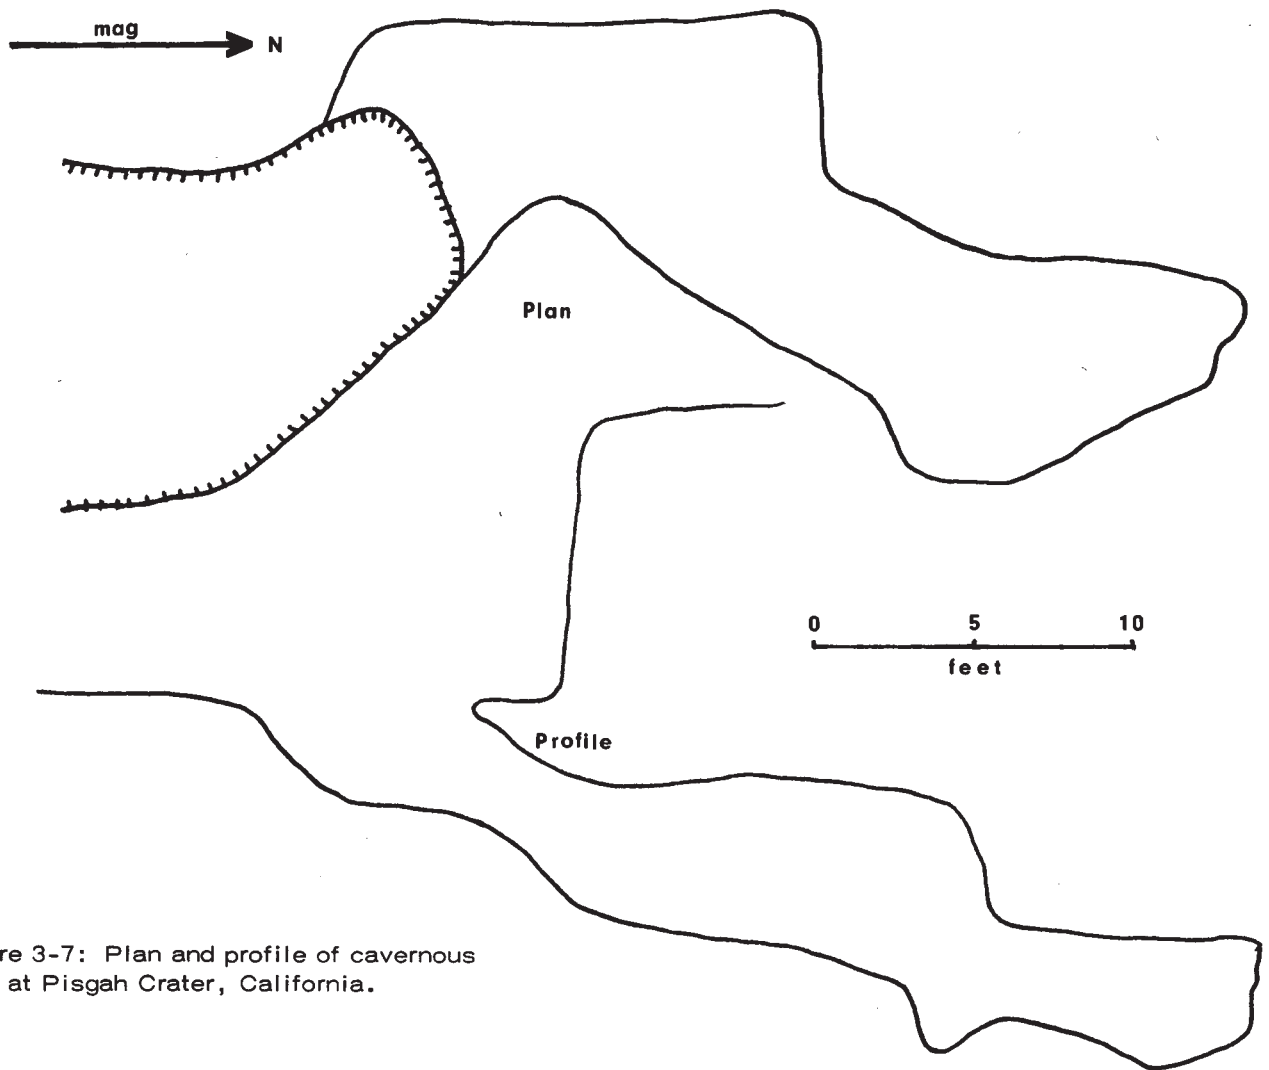 mag
N
Plan
0 5 10
feet
Profile
re 3-7: Plan and profile of cavernous
at Pisgah Crater, California.